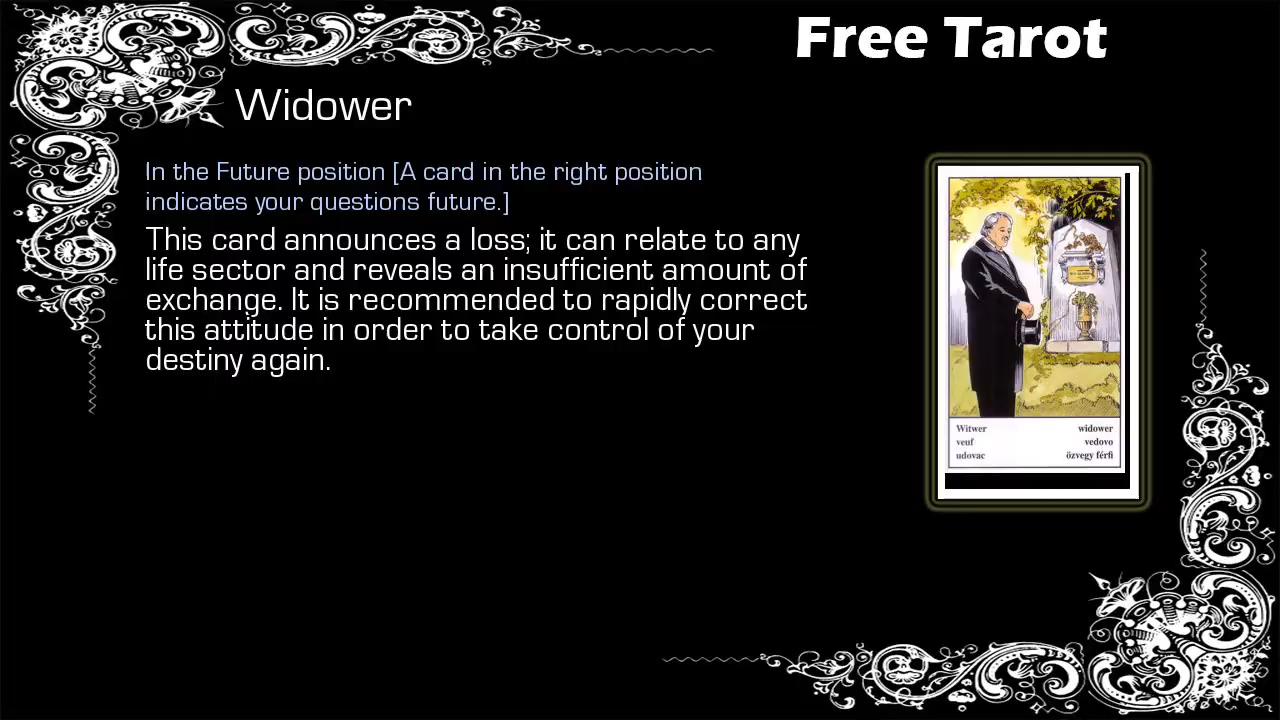 Free Tarot
Widower
In the Future position [A card in the right position
indicates your questions future.]
This card announces a loss; it can relate to any
life sector and reveals an insufficient amount of
exchange. It is recommended to rapidly correct
this attitude in order to take control of your
destiny again.
Witwer widower
veuf vedovo
udovac özvegy férfi